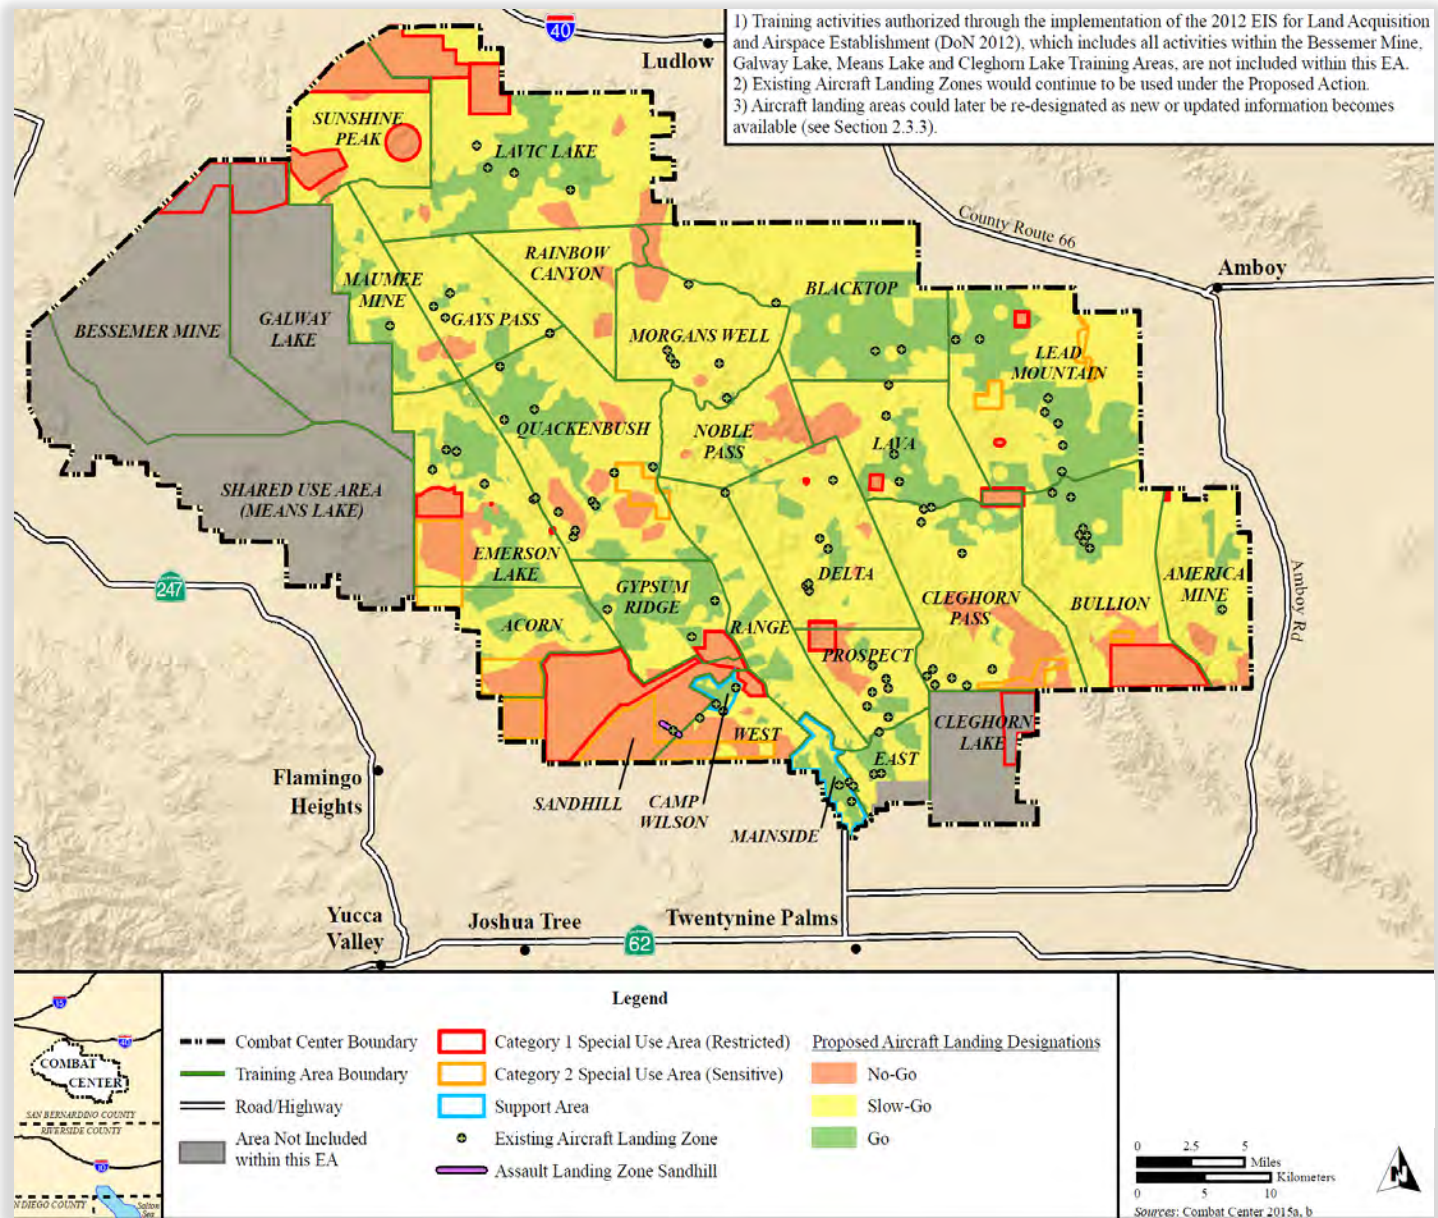 1) Training activities authorized through the implementation of the 2012 EIS for Land Acquisition
and Airspace Establishment (DoN 2012), which includes all activities within the Bessemer Mine,
Galway Lake, Means Lake and Cleghorn Lake Training Areas, are not included within this EA.
2) Existing Aircraft Landing Zones would continue to be used under the Proposed Action.
3) Aircraft landing areas could later be re-designated as new or updated information becomes
available (see Section 2.3.3).
40
Ludlow
SUNSHINE
PEAK
LAVIC LAKE
County Route 66
Amboy
RAINBOW
CANYON
MAUMEE
MINE
BLACKTOP
BESSEMER MINE
GALWAY
LAKE
GAYS PASS
MORGANS WELL
LEAD
MOUNTAIN
QUACKENBUSH
NOBLE
PASS
LAVA
SHARED USE AREA
(MEANS LAKE)
EMERSON
LAKE
GYPSUM
RIDGE
DELTA
CLEGHORN
PASS
BULLION
AMERICA
MINE
Amboy Rd
247
ACORN
RANGE
PROSPECT
CLEGHORN
LAKE
WEST
EAST
Flamingo
Heights
SANDHILL
CAMP
WILSON
MAINSIDE
Yucca
Valley
Joshua Tree
Twentynine Palms
62
15
40
COMBAT
CENTER
SAN BERNARDINO COUNTY
RIVERSIDE COUNTY
10
N DIEGO COUNTY
Salton
Sea
Legend
Combat Center Boundary
Training Area Boundary
Road/Highway
Area Not Included
within this EA
Category 1 Special Use Area (Restricted)
Category 2 Special Use Area (Sensitive)
Support Area
Existing Aircraft Landing Zone
Assault Landing Zone Sandhill
Proposed Aircraft Landing Designations
No-Go
Slow-Go
Go
0 2.5 5
Miles
Kilometers
0 5 10
N
Sources: Combat Center 2015a, b